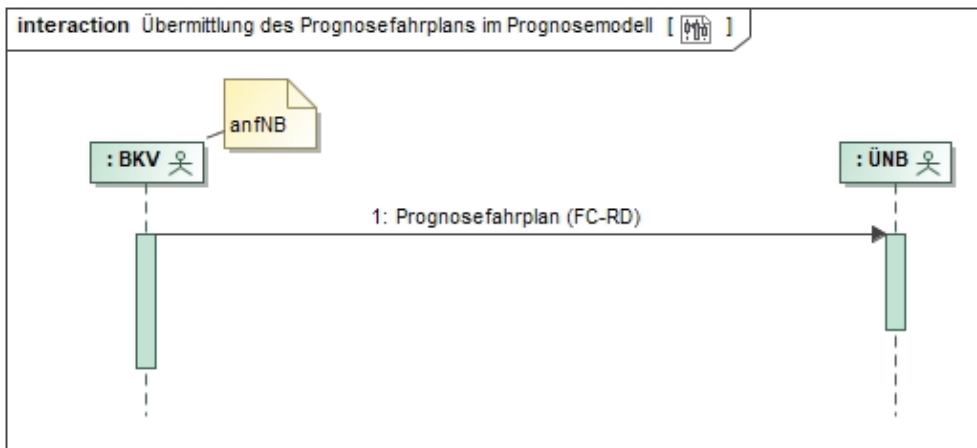 interaction Übermittlung des Prognosefahrplans im Prognosemodell [ ]
anfNB
: BKV
: ÜNB
1: Prognosefahrplan (FC-RD)